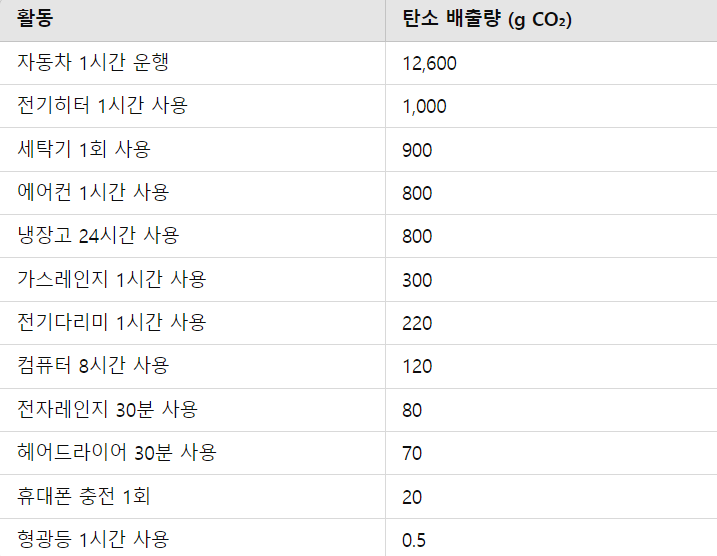 활동 탄소 배출량 (g CO₂)
자동차 1시간 운행 12,600
전기히터 1시간 사용 1,000
세탁기 1회 사용 900
에어컨 1시간 사용 800
냉장고 24시간 사용 800
가스레인지 1시간 사용 300
전기다리미 1시간 사용 220
컴퓨터 8시간 사용 120
전자레인지 30분 사용 80
헤어드라이어 30분 사용 70
휴대폰 충전 1회 20
형광등 1시간 사용 0.5